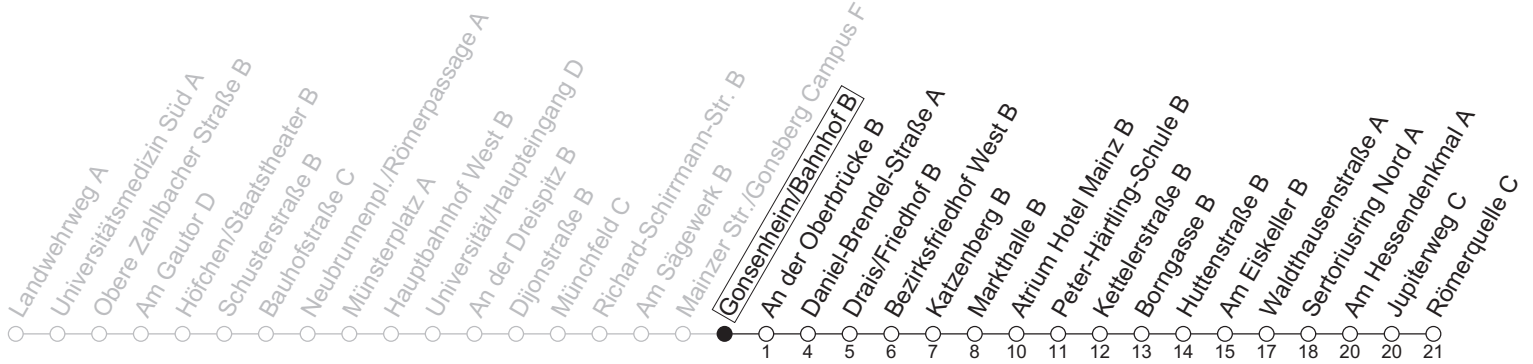 Landwehrweg A
Universitätsmedizin Süd A
Obere Zahlbacher Straße B
Am Gautor D
Höfchen/Staatstheater B
Schusterstraße B
Bauhofstraße C
Neubrunnenpl./Römerpassage A
Münsterplatz A
Hauptbahnhof West B
Universität/Haupteingang D
An der Dreispitz B
Dijonstraße B
Münchfeld C
Richard-Schirrmann-Str. B
Am Sägewerk B
Mainzer Str./Gonsberg Campus F
Gonsenheim/Bahnhof B
An der Oberbrücke B
Daniel-Brendel-Straße A
Drais/Friedhof B
Bezirksfriedhof West B
Katzenberg B
Markthalle B
Atrium Hotel Mainz B
Peter-Härtling-Schule B
Kettelerstraße B
Borngasse B
Huttenstraße B
Am Eiskeller B
Waldthausenstraße A
Sertoriusring Nord A
Am Hessendenkmal A
Jupiterweg C
Römerquelle C
1 4 5 6 7 8 10 11 12 13 14 15 17 18 20 20 21